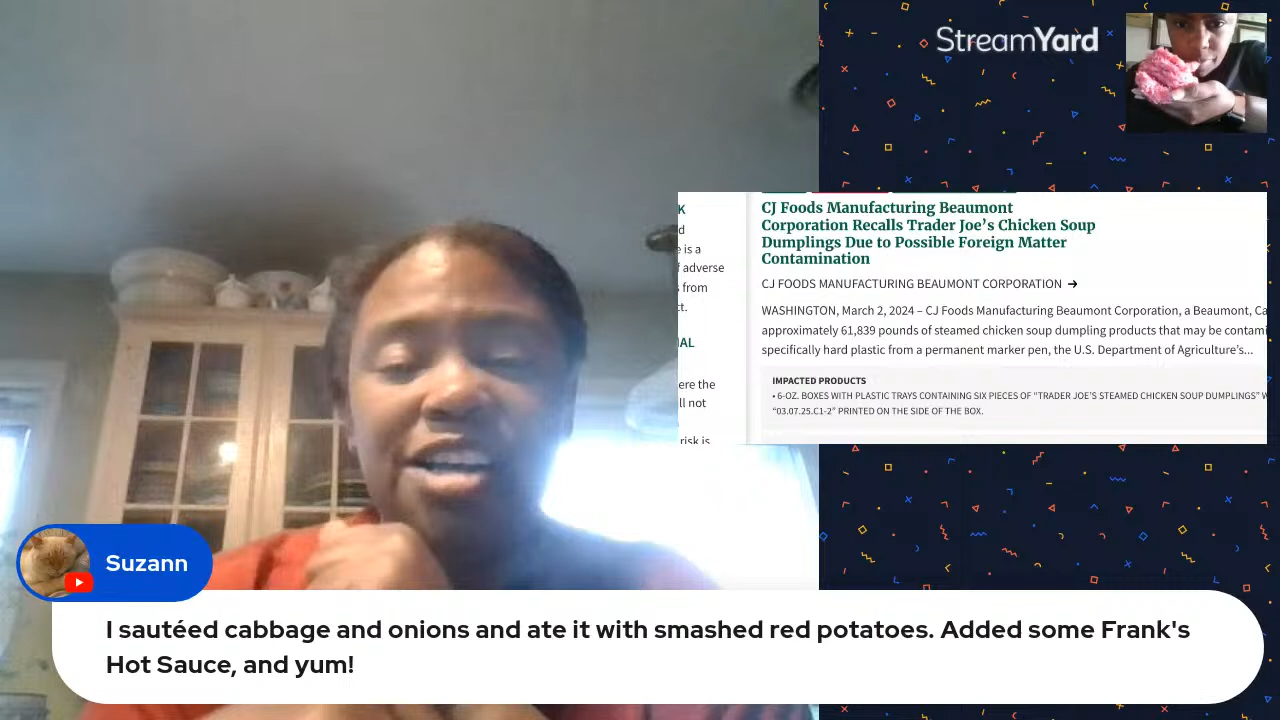 StreamYard
K
d
e is a
f adverse
s from
ct.
AL
ere the
ll not
risk is
CJ Foods Manufacturing Beaumont
Corporation Recalls Trader Joe's Chicken Soup
Dumplings Due to Possible Foreign Matter
Contamination
CJ FOODS MANUFACTURING BEAUMONT CORPORATION →
WASHINGTON, March 2, 2024 – CJ Foods Manufacturing Beaumont Corporation, a Beaumont, Ca
approximately 61,839 pounds of steamed chicken soup dumpling products that may be contami
specifically hard plastic from a permanent marker pen, the U.S. Department of Agriculture's...
IMPACTED PRODUCTS
• 6-OZ. BOXES WITH PLASTIC TRAYS CONTAINING SIX PIECES OF “TRADER JOE'S STEAMED CHICKEN SOUP DUMPLINGS” W
“03.07.25.C1-2” PRINTED ON THE SIDE OF THE BOX.
Suzann
I sautéed cabbage and onions and ate it with smashed red potatoes. Added some Frank's
Hot Sauce, and yum!